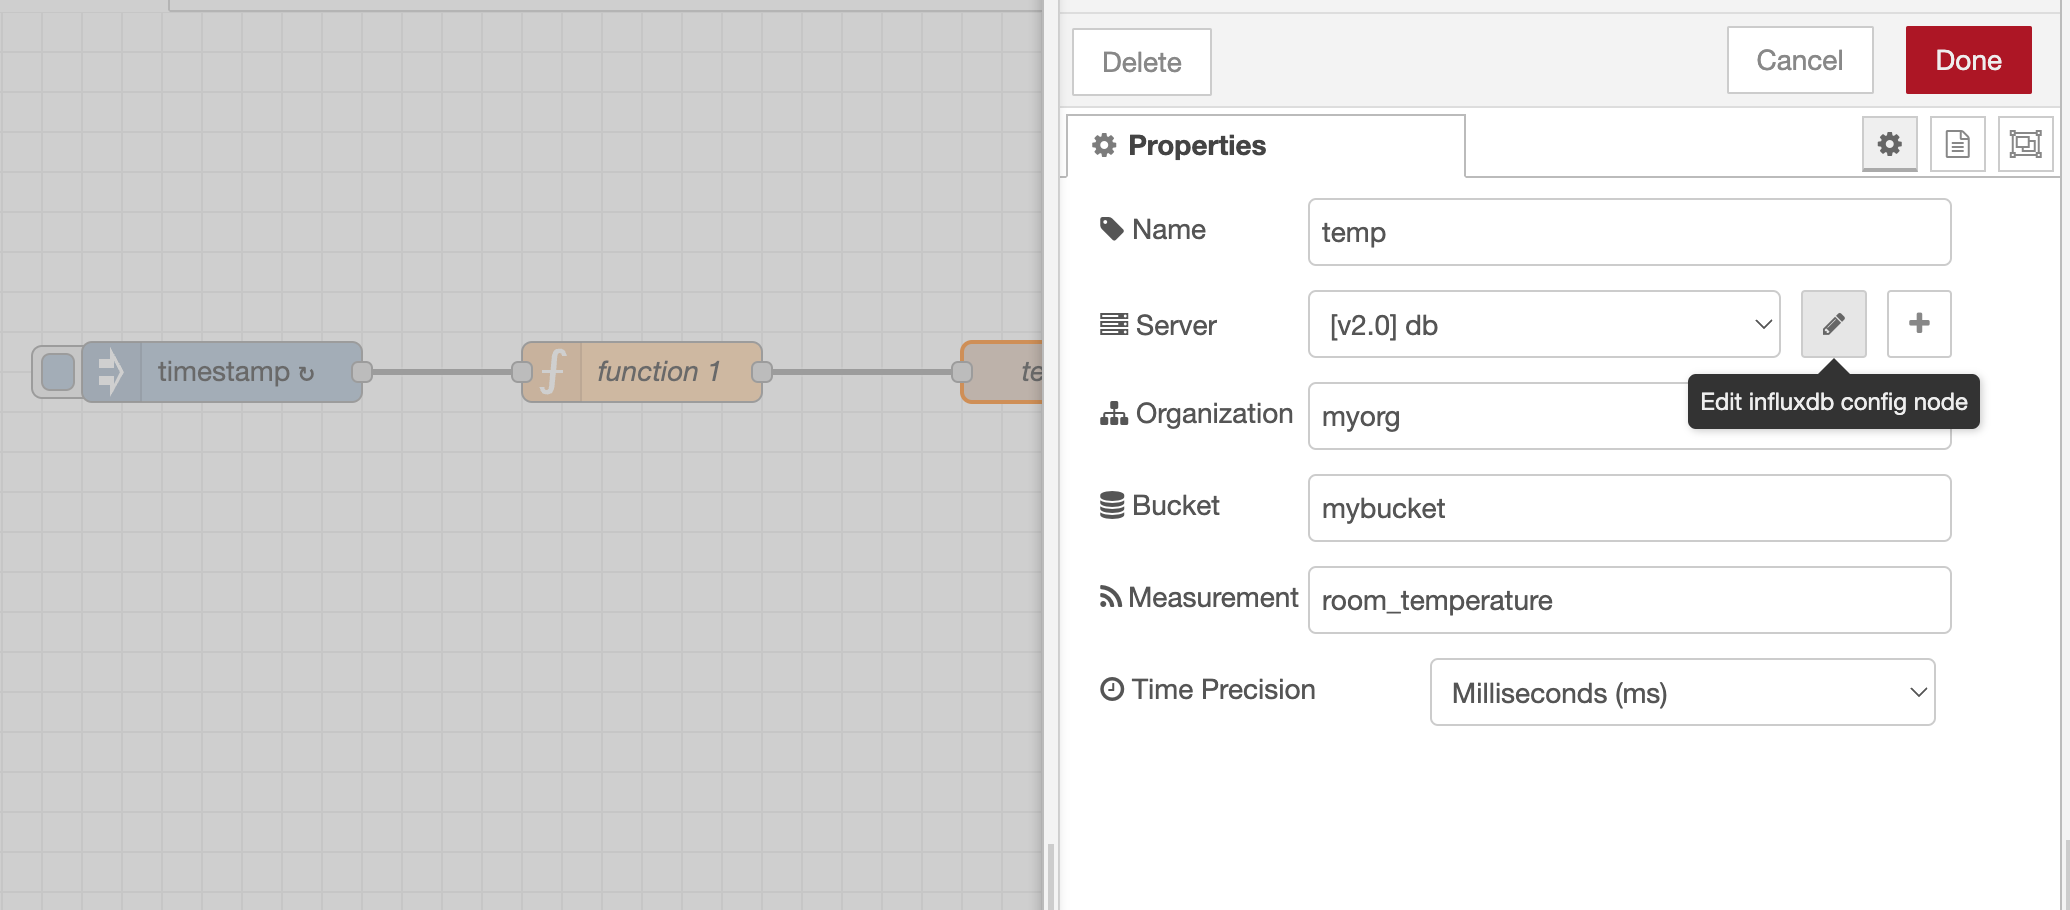 Delete
Cancel
Done
Properties
Name
temp
Server
[v2.0] db
Edit influxdb config node
Organization
myorg
Bucket
mybucket
Measurement
room_temperature
Time Precision
Milliseconds (ms)
timestamp ↻
function 1
te